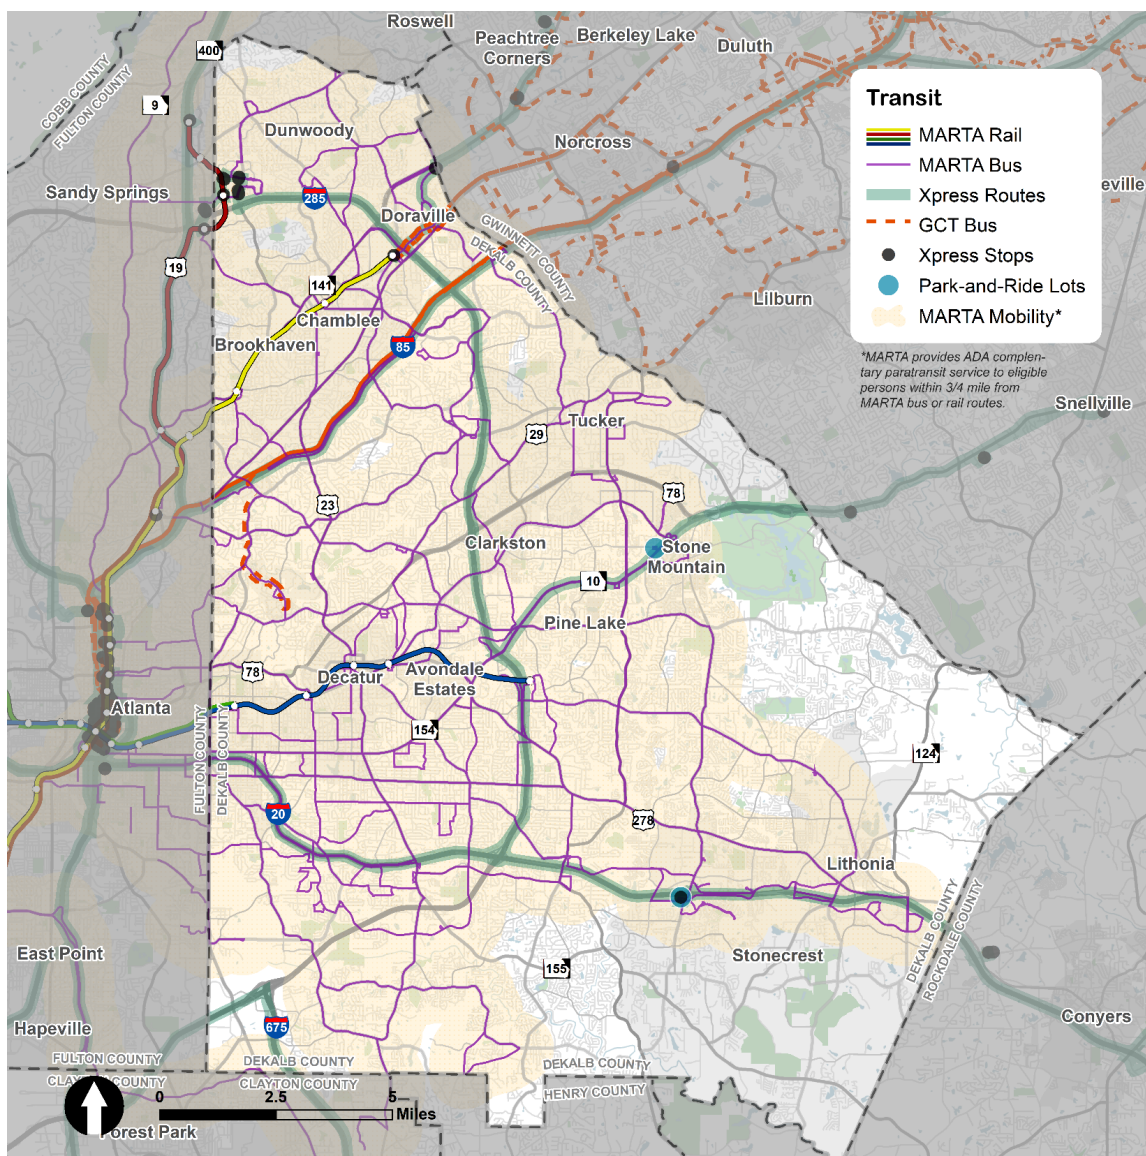 Roswell
Peachtree
Corners
Berkeley Lake
Duluth
400
COBB COUNTY
FULTON COUNTY
9
Dunwoody
Norcross
Sandy Springs
285
Doraville
GWINNETT COUNTY
DEKALB COUNTY
19
141
Chamblee
Brookhaven
85
Lilburn
Transit
MARTA Rail
MARTA Bus
Xpress Routes
GCT Bus
Xpress Stops
Park-and-Ride Lots
MARTA Mobility*
*MARTA provides ADA complen-
tary paratransit service to eligible
persons within 3/4 mile from
MARTA bus or rail routes.
eville
Snellville
Tucker
29
78
23
Clarkston
Stone
Mountain
10
Pine Lake
78
Decatur
Avondale
Estates
Atlanta
FULTON COUNTY
DEKALB COUNTY
154
124
20
278
Lithonia
DEKALB COUNTY
ROCKDALE COUNTY
East Point
155
Stonecrest
Hapeville
675
Conyers
FULTON COUNTY
CLAYTON COUNTY
DEKALB COUNTY
CLAYTON COUNTY
DEKALB COUNTY
HENRY COUNTY
0
2.5
5
Miles
Forest Park